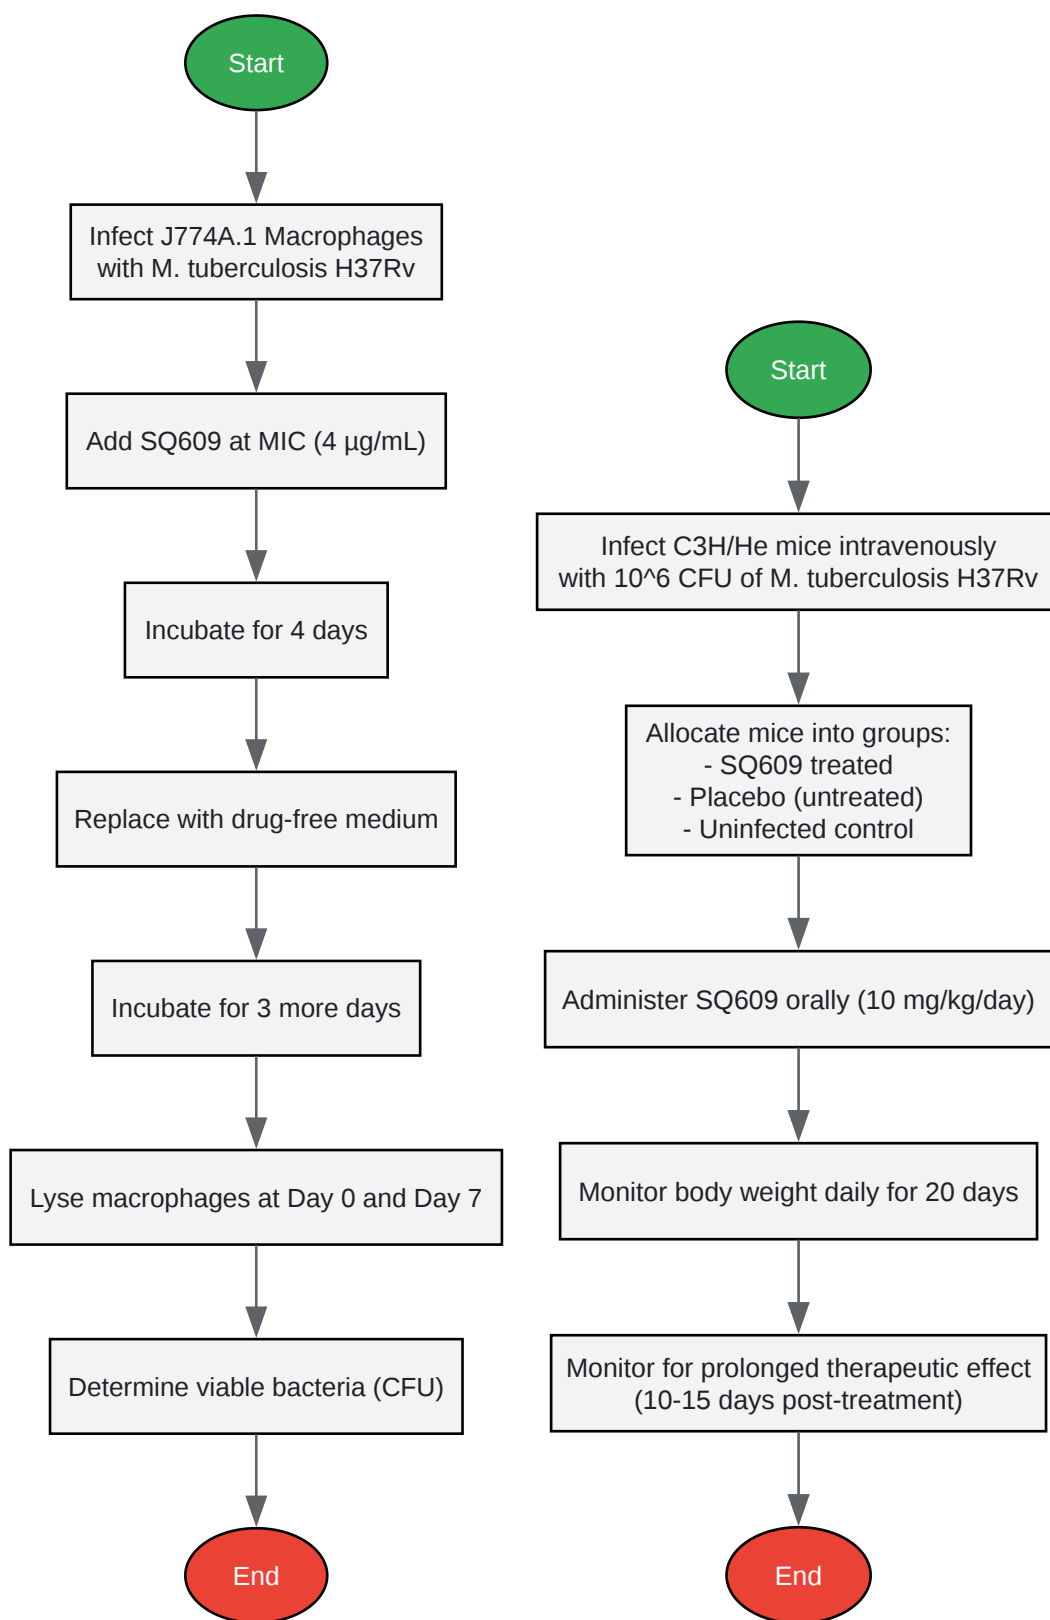 Start
Infect J774A.1 Macrophages
with M. tuberculosis H37Rv
Add SQ609 at MIC (4 µg/mL)
Incubate for 4 days
Replace with drug-free medium
Incubate for 3 more days
Lyse macrophages at Day 0 and Day 7
Determine viable bacteria (CFU)
End
Start
Infect C3H/He mice intravenously
with 10^6 CFU of M. tuberculosis H37Rv
Allocate mice into groups:
- SQ609 treated
- Placebo (untreated)
- Uninfected control
Administer SQ609 orally (10 mg/kg/day)
Monitor body weight daily for 20 days
Monitor for prolonged therapeutic effect
(10-15 days post-treatment)
End